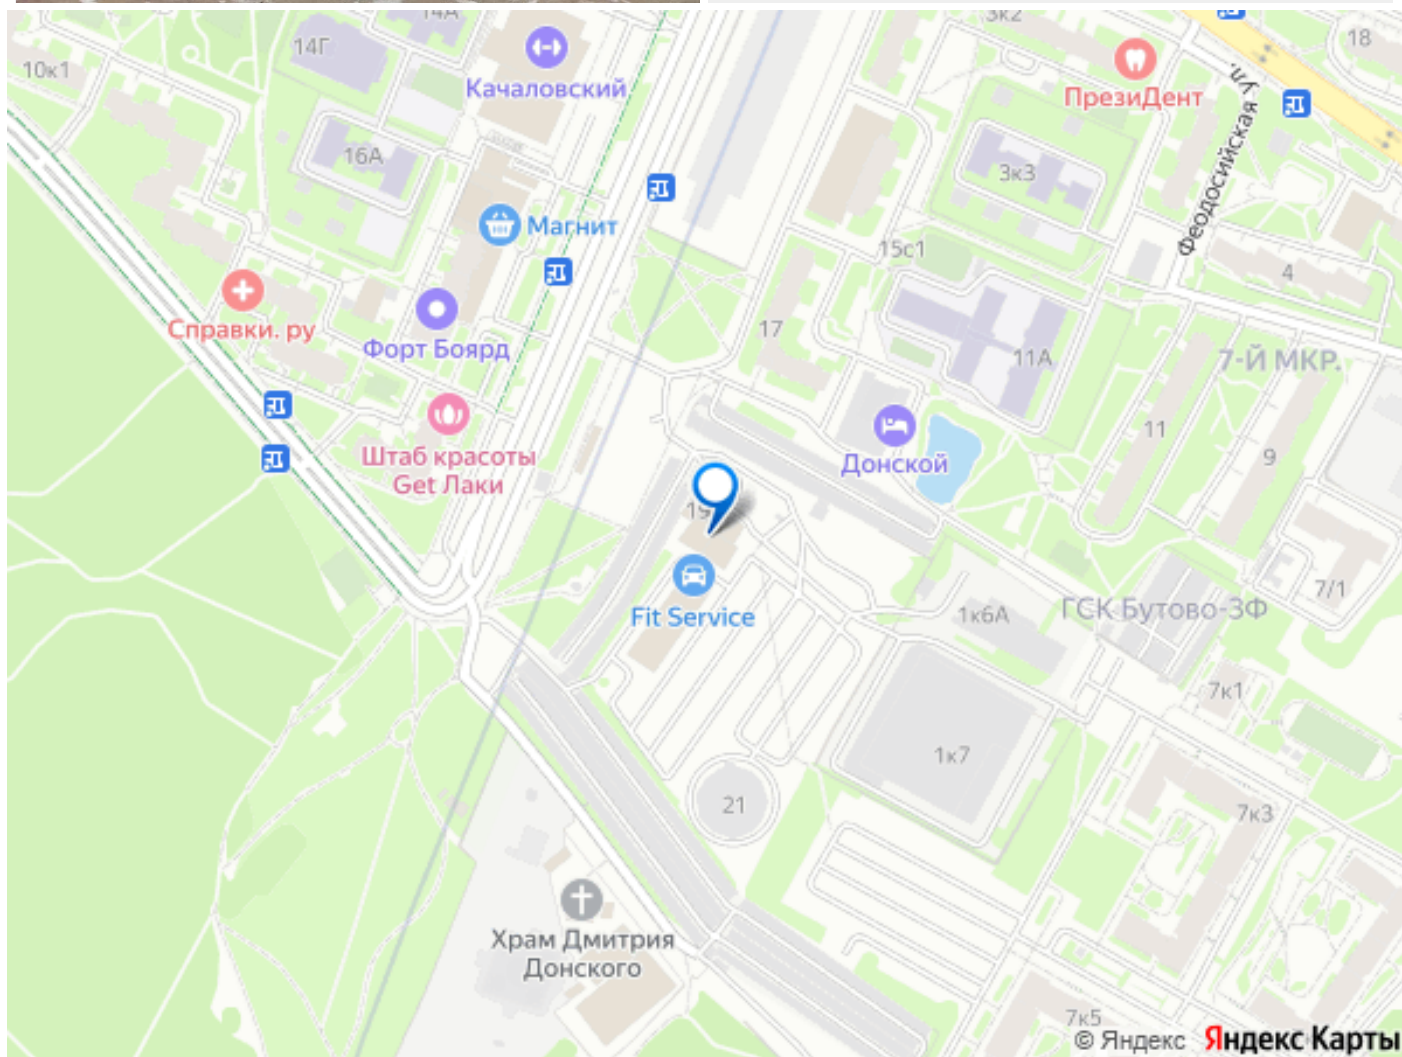 14А
3к2
18
14Г
10к1
Качаловский
ПрезиДент
Феодосийская ул.
16А
3к3
Магнит
15с1
4
Справки. ру
Форт Боярд
17
11А
7-Й МКР.
Штаб красоты
Get Лаки
Донской
11
9
19
Fit Service
1к6А
ГСК Бутово-3Ф
7/1
7к1
1к7
21
7к3
Храм Дмитрия
Донского
7к5
© Яндекс Яндекс Карты